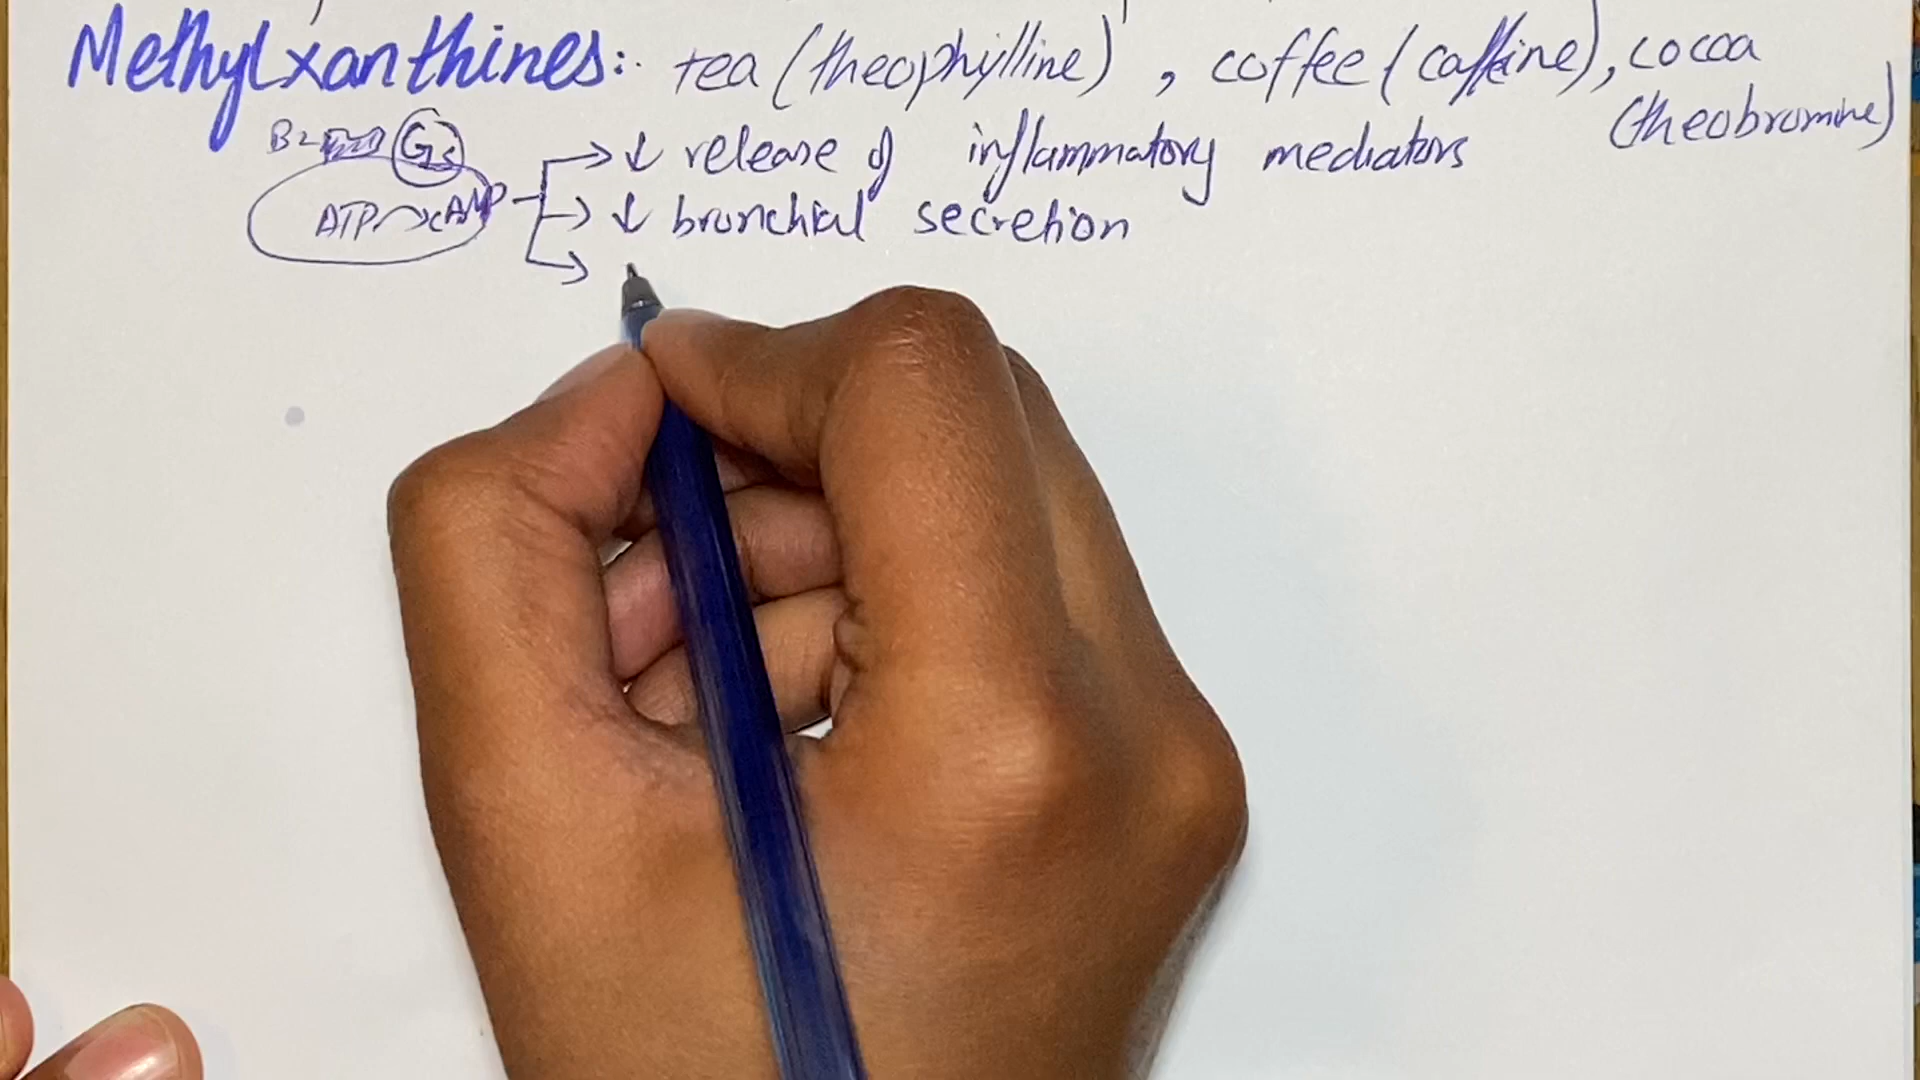 Methylxanthines: tea (theophylline), coffee (caffeine), cocoa
(theobromine)
B2 Gs
→ ↓ release of inflammatory mediators
ATP → cAMP
→ ↓ bronchial secretion
→